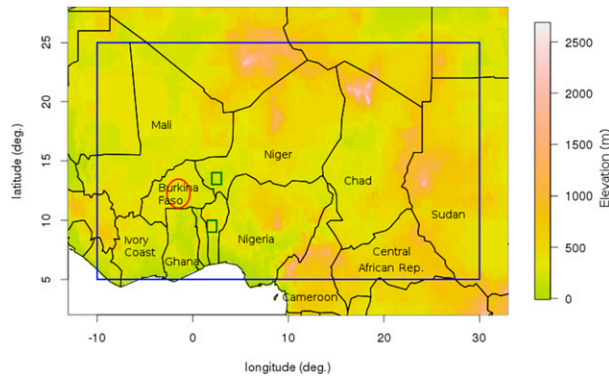 25
20
15
10
5
latitude (deg.)
-10
0
10
20
30
longitude (deg.)
Mali
Niger
Chad
Sudan
Burkina
Faso
Ivory
Coast
Ghana
Nigeria
Central
African Rep.
Cameroon
2500
2000
1500
1000
500
0
Elevation (m)